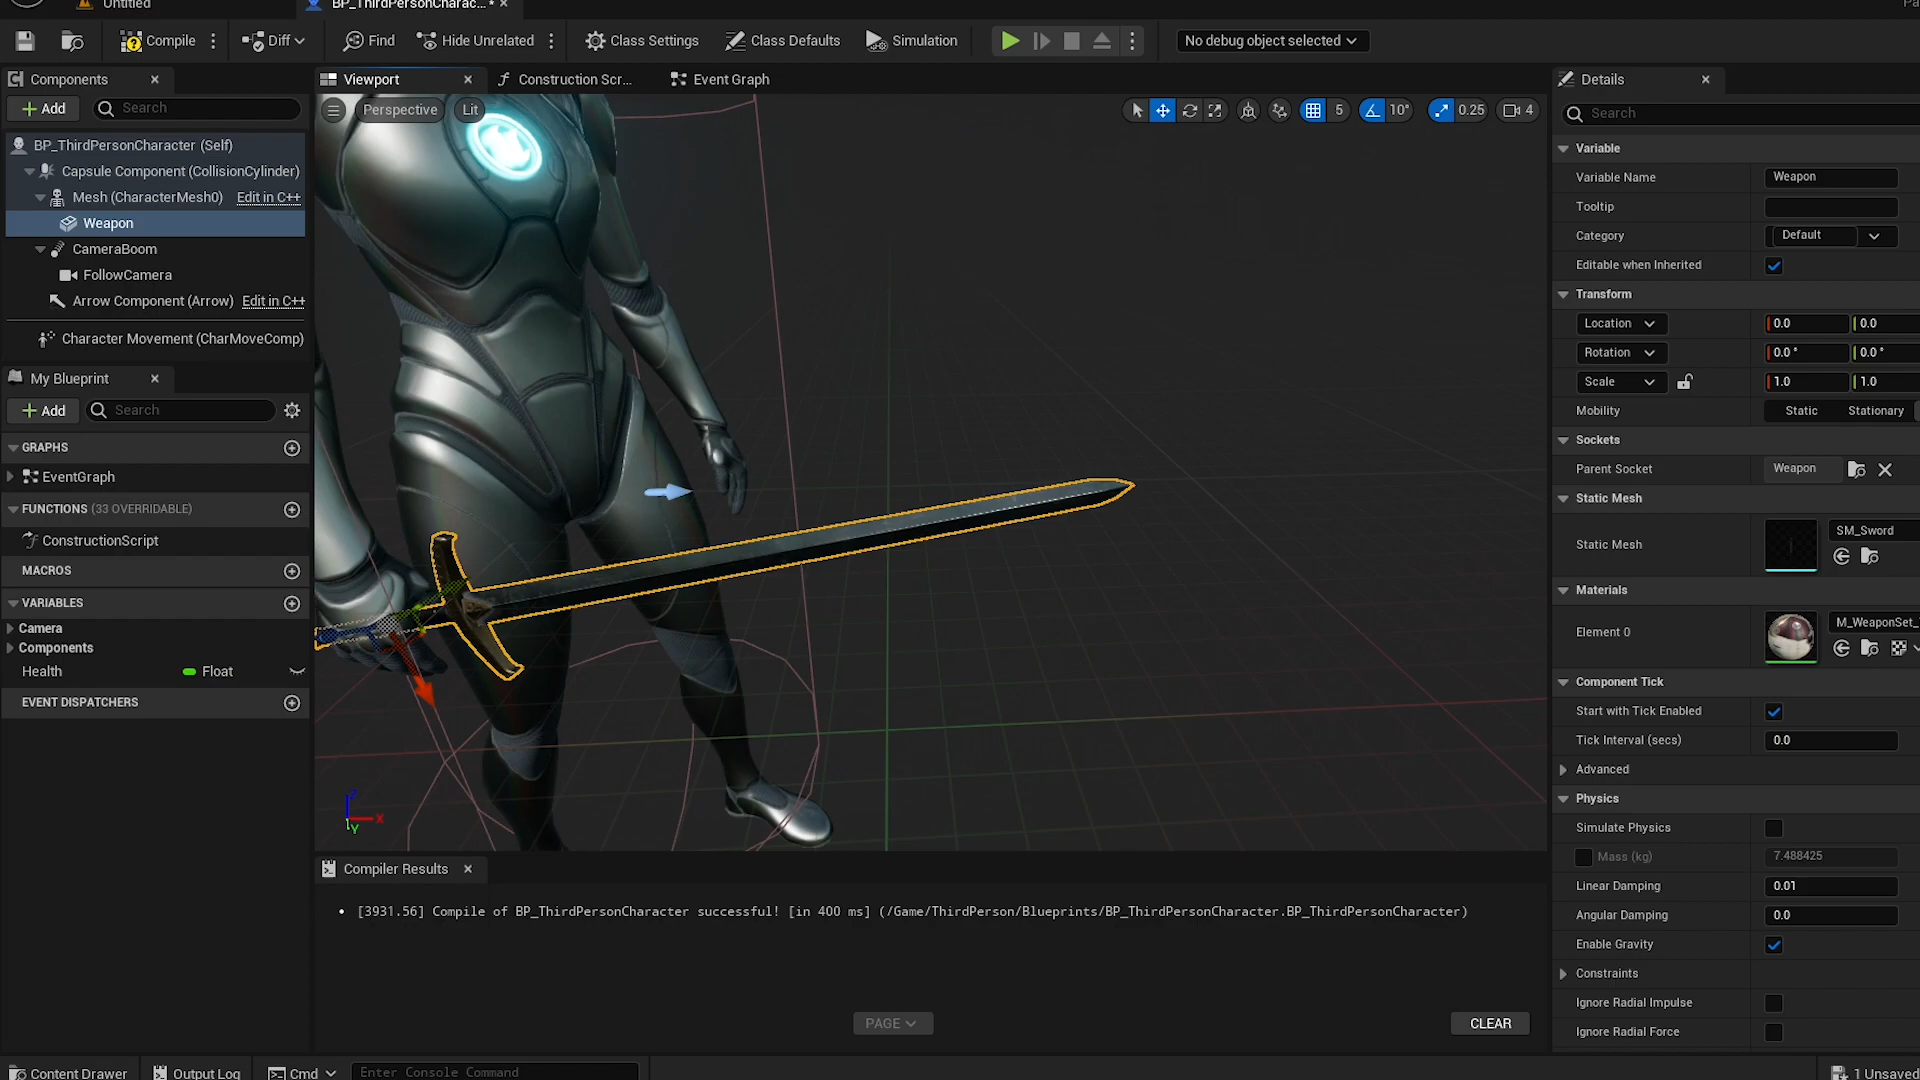 Untitled
BP_ThirdPersonCharac...*
Compile
Diff
Find
Hide Unrelated
Class Settings
Class Defaults
Simulation
No debug object selected
Components
Add
Search
BP_ThirdPersonCharacter (Self)
Capsule Component (CollisionCylinder)
Mesh (CharacterMesh0) Edit in C++
Weapon
CameraBoom
FollowCamera
Arrow Component (Arrow) Edit in C++
Character Movement (CharMoveComp)
My Blueprint
Add
Search
GRAPHS
EventGraph
FUNCTIONS (33 OVERRIDABLE)
ConstructionScript
MACROS
VARIABLES
Camera
Components
Health Float
EVENT DISPATCHERS
Viewport
Construction Scr...
Event Graph
Perspective
Lit
5
10°
0.25
4
Z
X
Y
Compiler Results
• [3931.56] Compile of BP_ThirdPersonCharacter successful! [in 400 ms] (/Game/ThirdPerson/Blueprints/BP_ThirdPersonCharacter.BP_ThirdPersonCharacter)
PAGE
CLEAR
Details
Search
Variable
Variable Name Weapon
Tooltip
Category Default
Editable when Inherited
Transform
Location 0.0 0.0
Rotation 0.0 ° 0.0 °
Scale 1.0 1.0
Mobility Static Stationary
Sockets
Parent Socket Weapon
Static Mesh
Static Mesh SM_Sword
Materials
Element 0 M_WeaponSet_
Component Tick
Start with Tick Enabled
Tick Interval (secs) 0.0
Advanced
Physics
Simulate Physics
Mass (kg) 7.488425
Linear Damping 0.01
Angular Damping 0.0
Enable Gravity
Constraints
Ignore Radial Impulse
Ignore Radial Force
Content Drawer
Output Log
Cmd
Enter Console Command
1 Unsaved